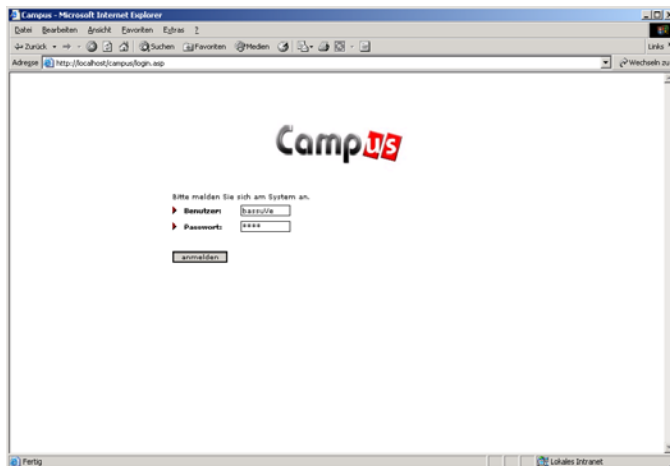 Campus - Microsoft Internet Explorer
Datei Bearbeiten Ansicht Favoriten Extras ?
Zurück Suchen Favoriten Medien Links
Adresse http://localhost/campus/login.asp Wechseln zu
Campus
Bitte melden Sie sich am System an.
Benutzer:
Passwort: ****
anmelden
Fertig Lokales Intranet